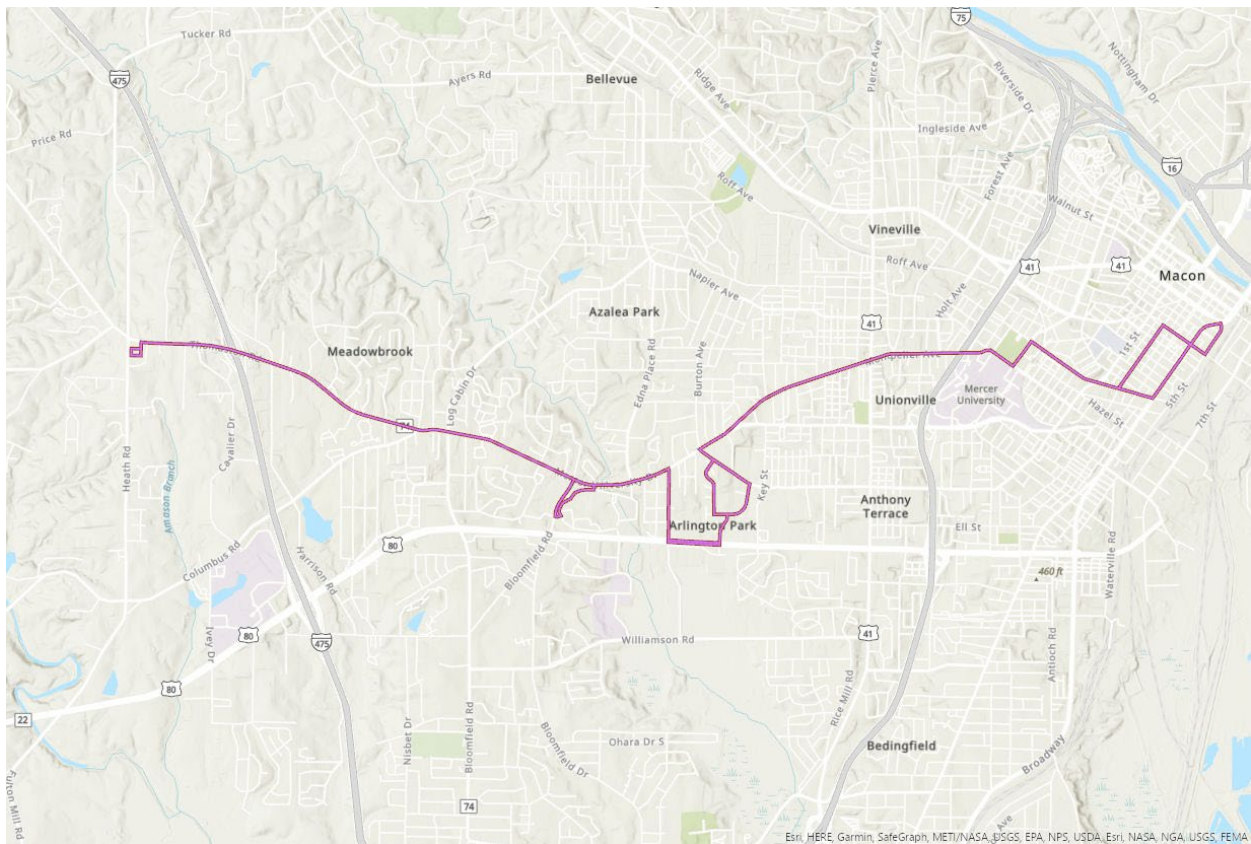 75
Tucker Rd
475
Ayers Rd
Bellevue
Ridge Ave
Pierce Ave
Riverside Dr
Nottingham Dr
Price Rd
Ingleside Ave
16
Roff Ave
Forest Ave
Walnut St
Vineville
Roff Ave
41
41
Macon
Napier Ave
Holt Ave
Azalea Park
41
Meadowbrook
Edna Place Rd
Burton Ave
1st St
Log Cabin Dr
Mercer
University
Unionville
5th St
Hazel St
7th St
74
Cavalier Dr
Heath Rd
Amason Branch
Key St
Anthony
Terrace
Arlington Park
Ell St
80
Columbus Rd
Harrison Rd
Bloomfield Rd
460 ft
Waterville Rd
Ivey Dr
80
475
Williamson Rd
41
Antioch Rd
80
22
Rice Mill Rd
Nisbet Dr
Bloomfield Rd
Bloomfield Dr
Ohara Dr S
Bedingfield
Broadway
Fulton Mill Rd
74
Esri, HERE, Garmin, SafeGraph, METI/NASA, USGS, EPA, NPS, USDA, Esri, NASA, NGA, USGS, FEMA